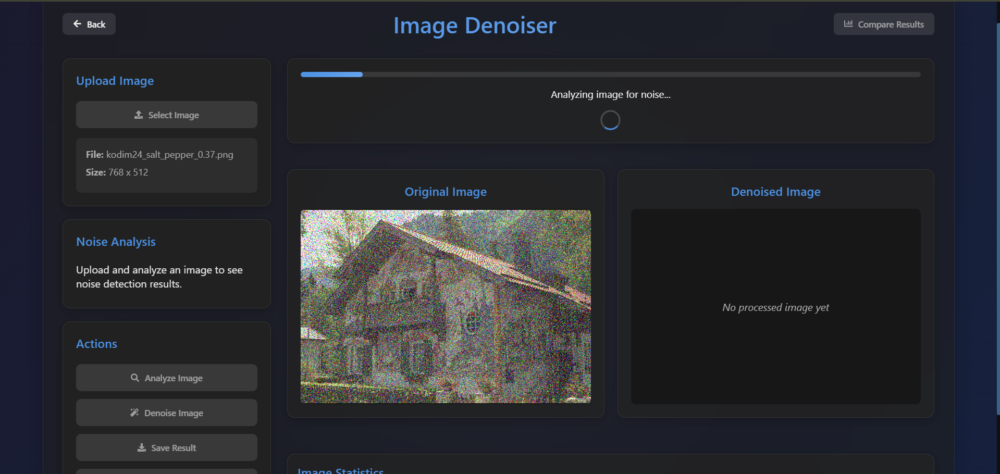 Back
Image Denoiser
Compare Results
Upload Image
Select Image
File: kodim24_salt_pepper_0.37.png
Size: 768 x 512
Noise Analysis
Upload and analyze an image to see
noise detection results.
Actions
Analyze Image
Denoise Image
Save Result
Analyzing image for noise...
Original Image
Denoised Image
No processed image yet
Image Statistics